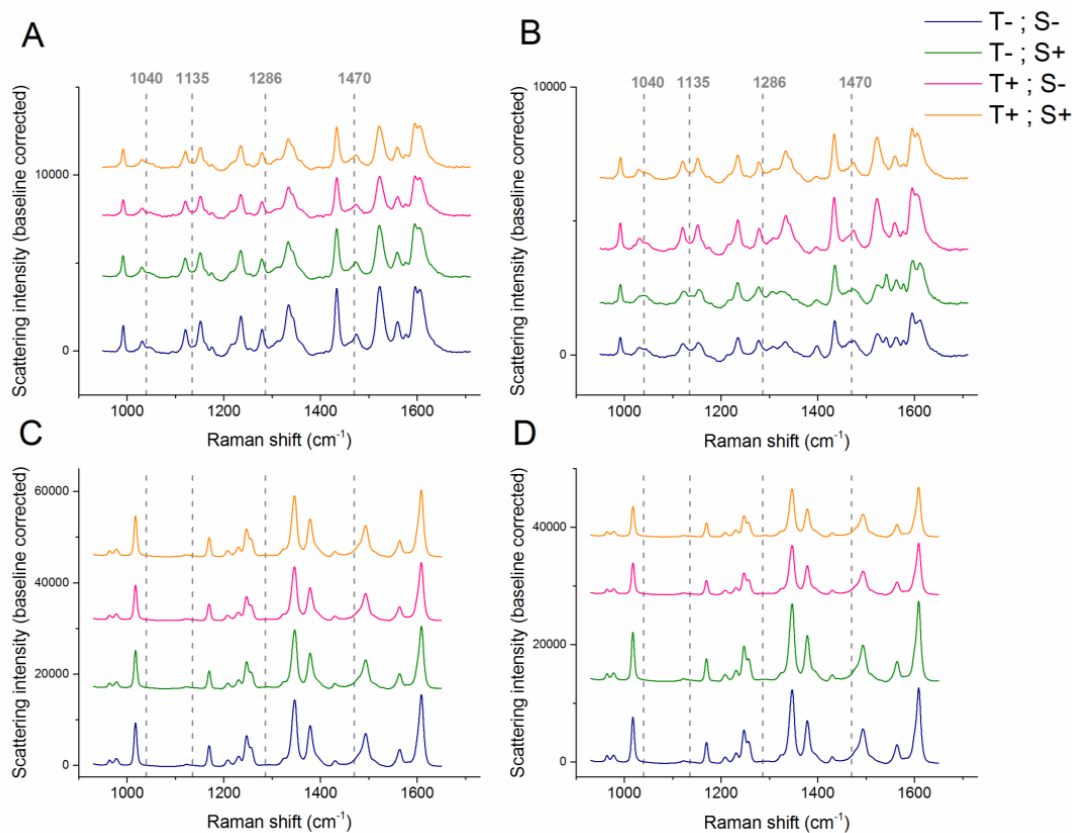 A
1040 1135 1286 1470
10000
0
Scattering intensity (baseline corrected)
1000 1200 1400 1600
Raman shift (cm⁻¹)
B
1040 1135 1286 1470
10000
0
Scattering intensity (baseline corrected)
1000 1200 1400 1600
Raman shift (cm⁻¹)
T- ; S-
T- ; S+
T+ ; S-
T+ ; S+
C
60000
40000
20000
0
Scattering intensity (baseline corrected)
1000 1200 1400 1600
Raman shift (cm⁻¹)
D
40000
20000
0
Scattering intensity (baseline corrected)
1000 1200 1400 1600
Raman shift (cm⁻¹)